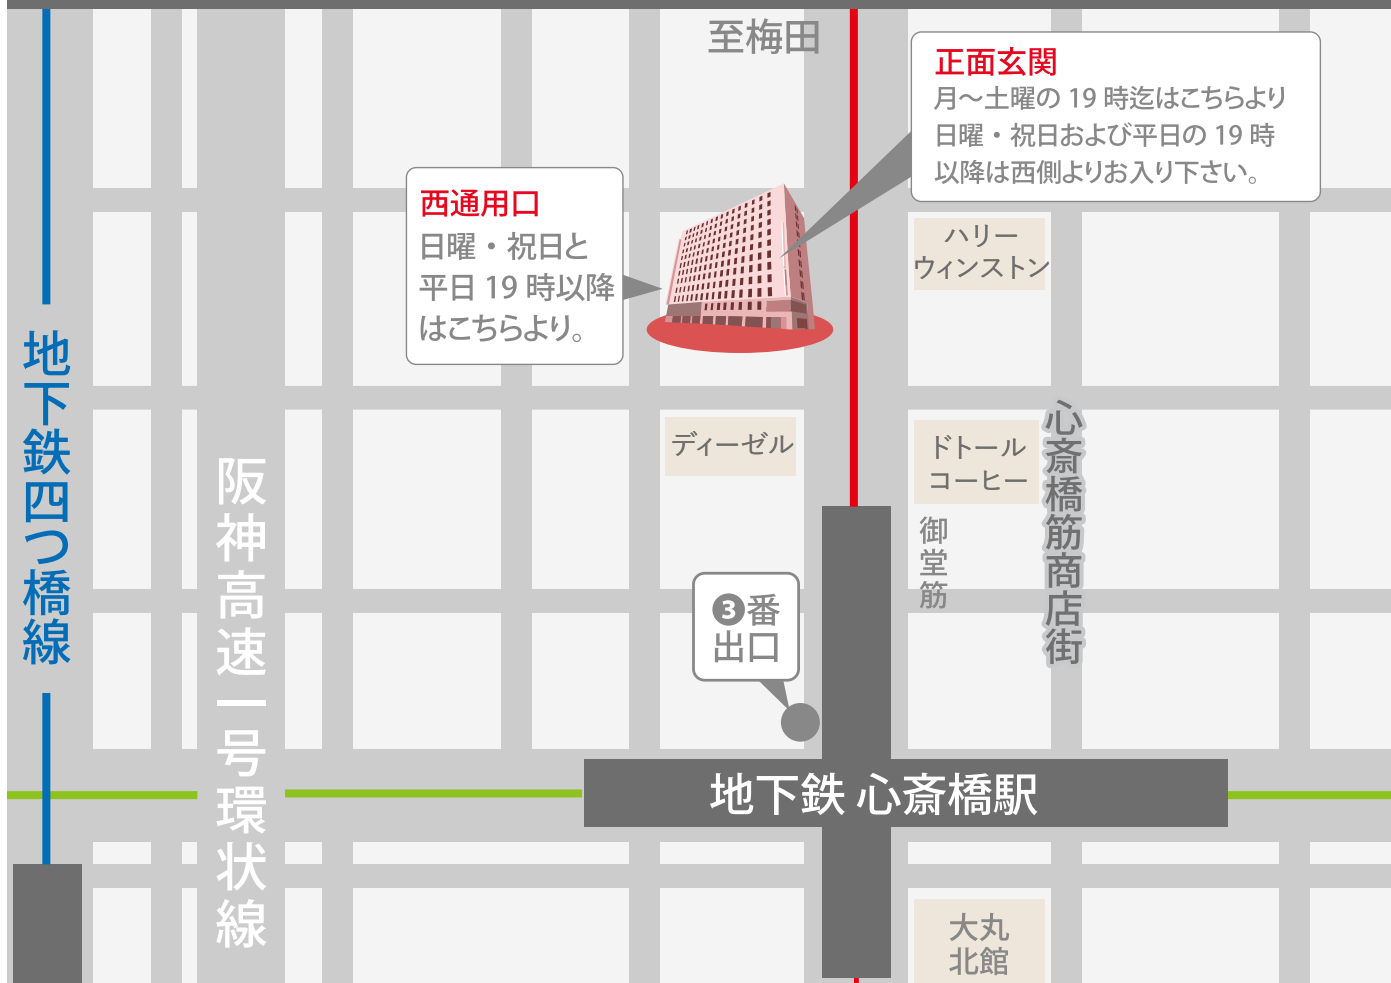 至梅田
正面玄関
月～土曜の 19 時迄はこちらより
日曜・祝日および平日の 19 時
以降は西側よりお入り下さい。
西通用口
日曜・祝日と
平日 19 時以降
はこちらより。
ハリー
ウィンストン
地下鉄四つ橋線
阪神高速一号環状線
ディーゼル
ドトール
コーヒー
心斎橋筋商店街
御堂筋
❸番
出口
地下鉄 心斎橋駅
大丸
北館